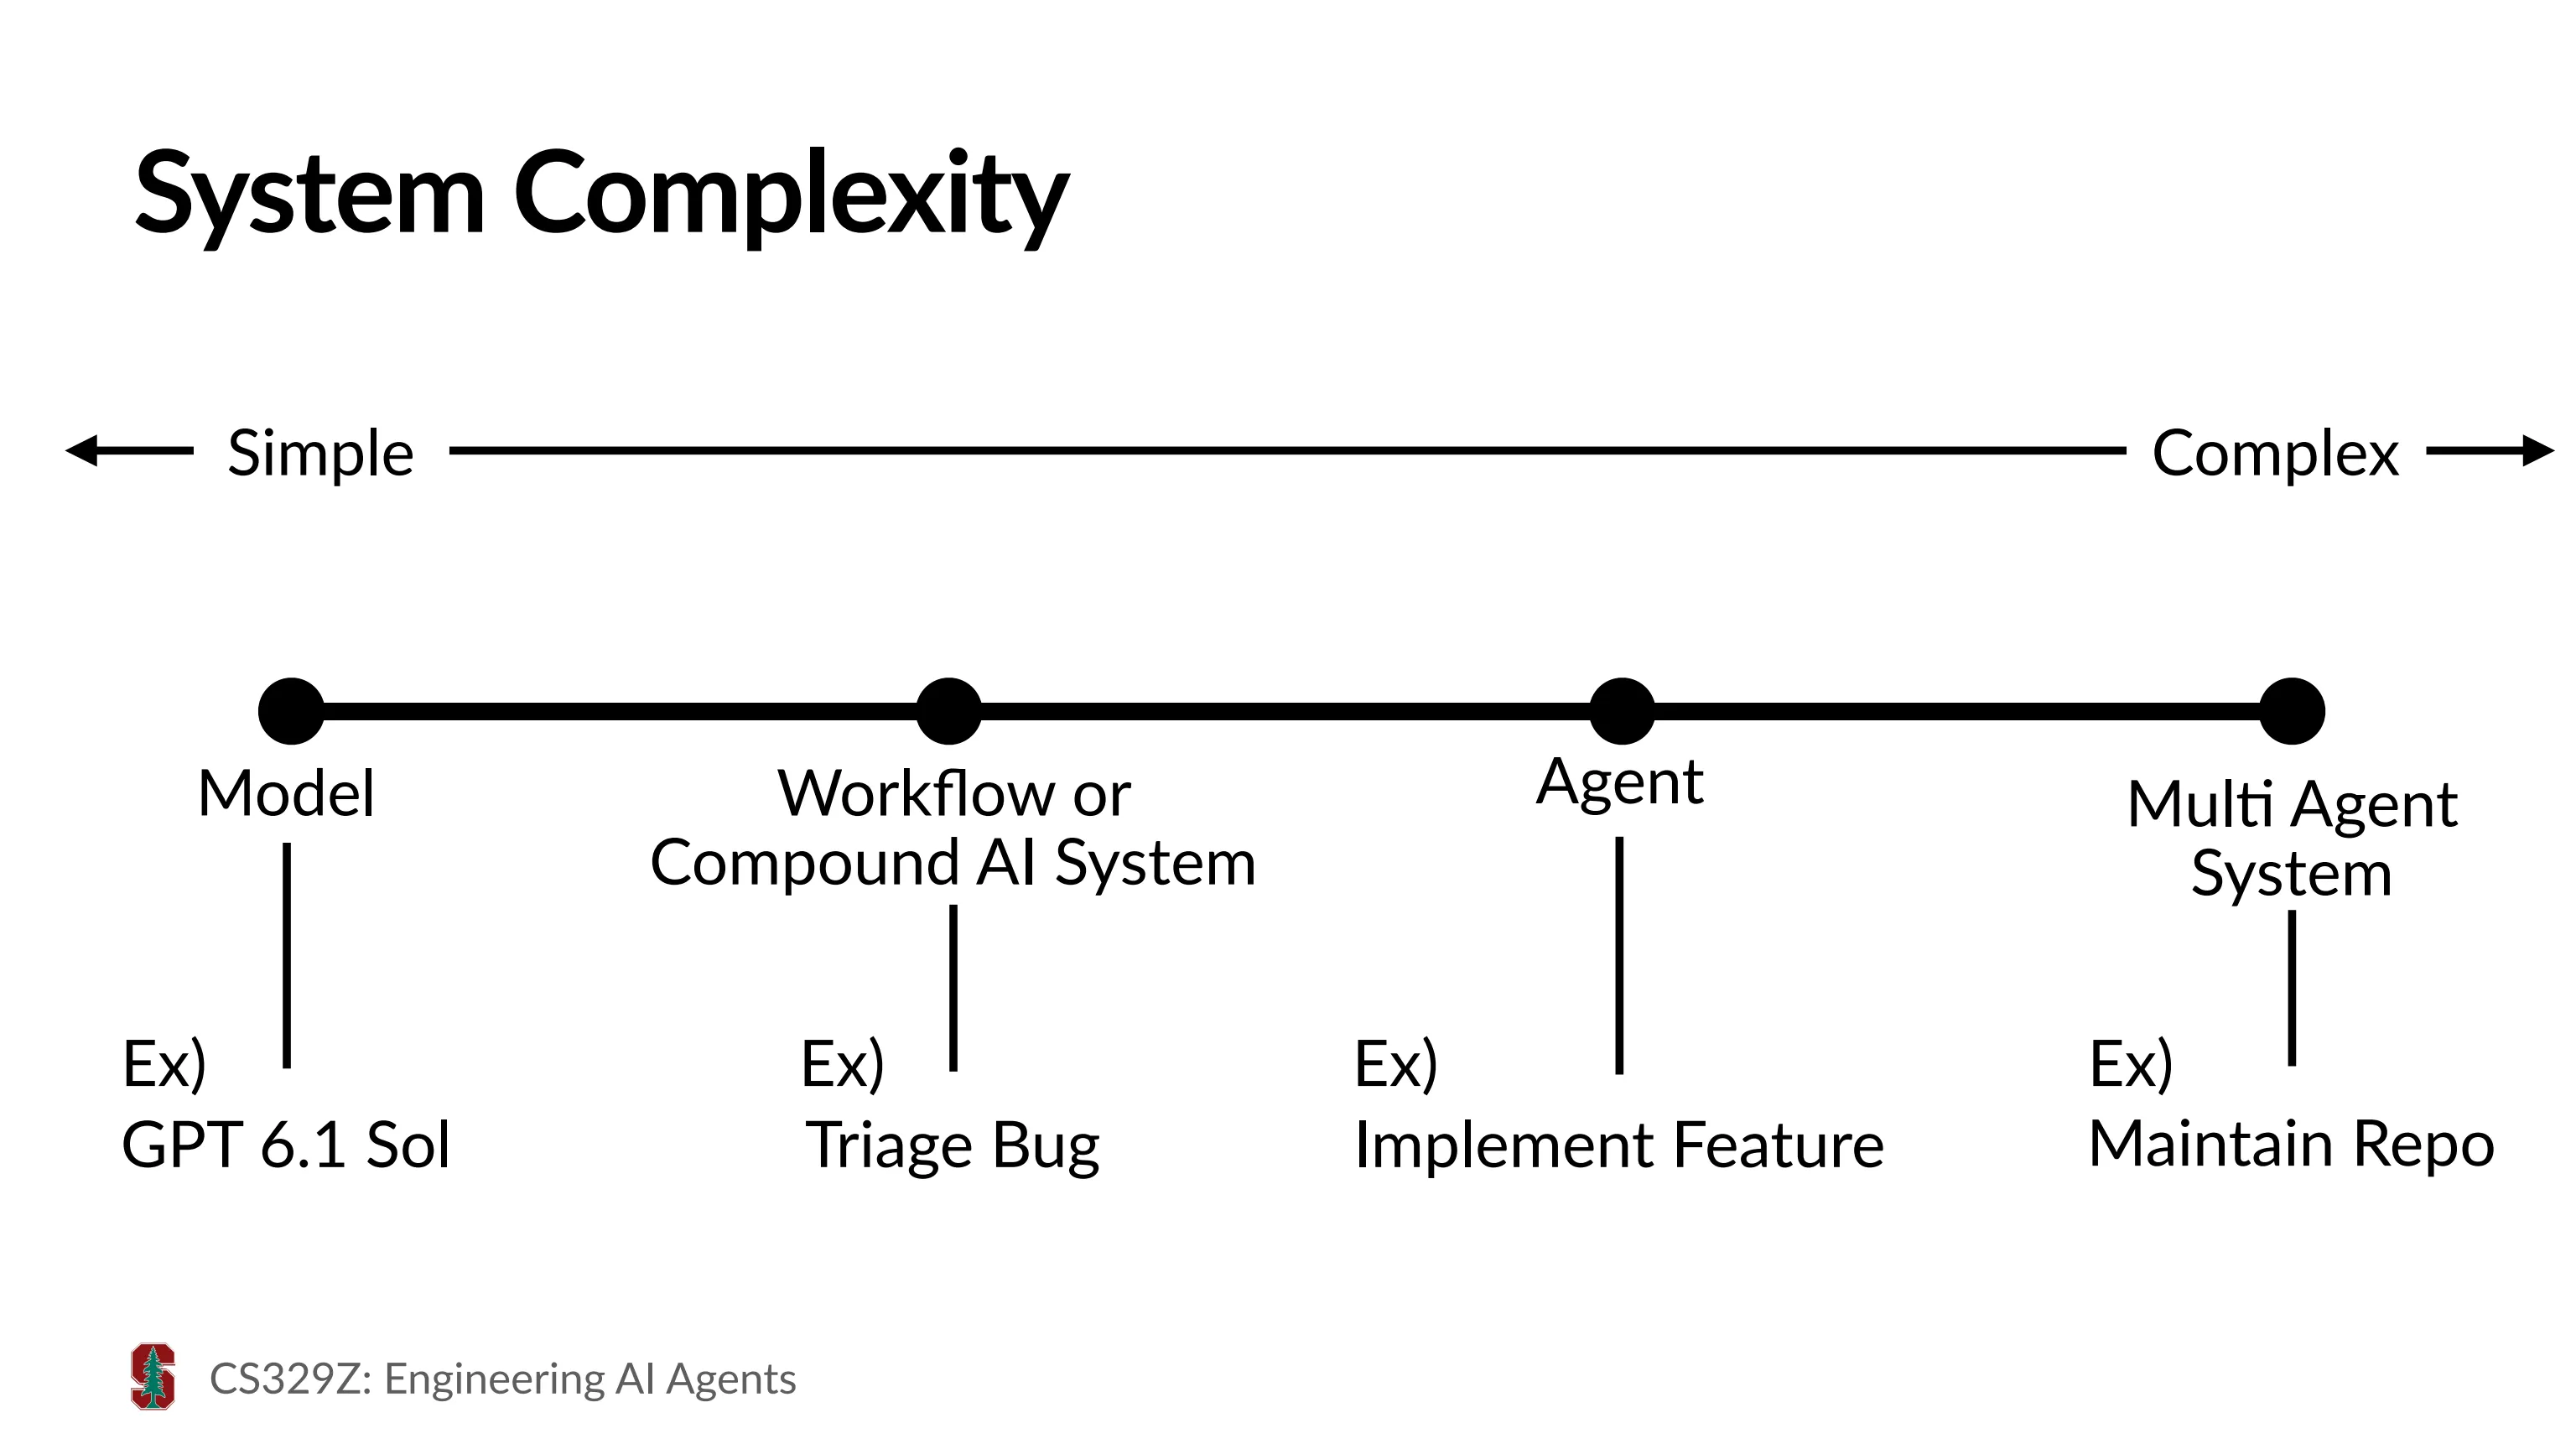 System Complexity
Simple
Complex
Model
Workflow or
Compound AI System
Agent
Multi Agent
System
Ex)
GPT 6.1 Sol
Ex)
Triage Bug
Ex)
Implement Feature
Ex)
Maintain Repo
CS329Z: Engineering AI Agents